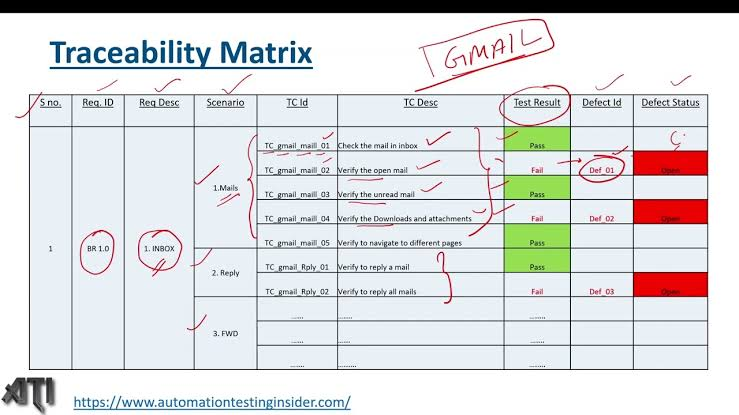 Traceability Matrix
GMAIL
S no. Req. ID Req Desc Scenario TC Id TC Desc Test Result Defect Id Defect Status
1 BR 1.0 1. INBOX
1.Mails
TC_gmail_maill_01 Check the mail in inbox Pass
TC_gmail_maill_02 Verify the open mail Fail Def_01 Open
TC_gmail_maill_03 Verify the unread mail Pass
TC_gmail_maill_04 Verify the Downloads and attachments Fail Def_02 Open
TC_gmail_maill_05 Verify to navigate to different pages Pass
2. Reply
TC_gmail_Rply_01 Verify to reply a mail Pass
TC_gmail_Rply_02 Verify to reply all mails Fail Def_03 Open
3. FWD
...... ....... ........
...... ...... ........
....... ......... ........
ATI
https://www.automationtestinginsider.com/